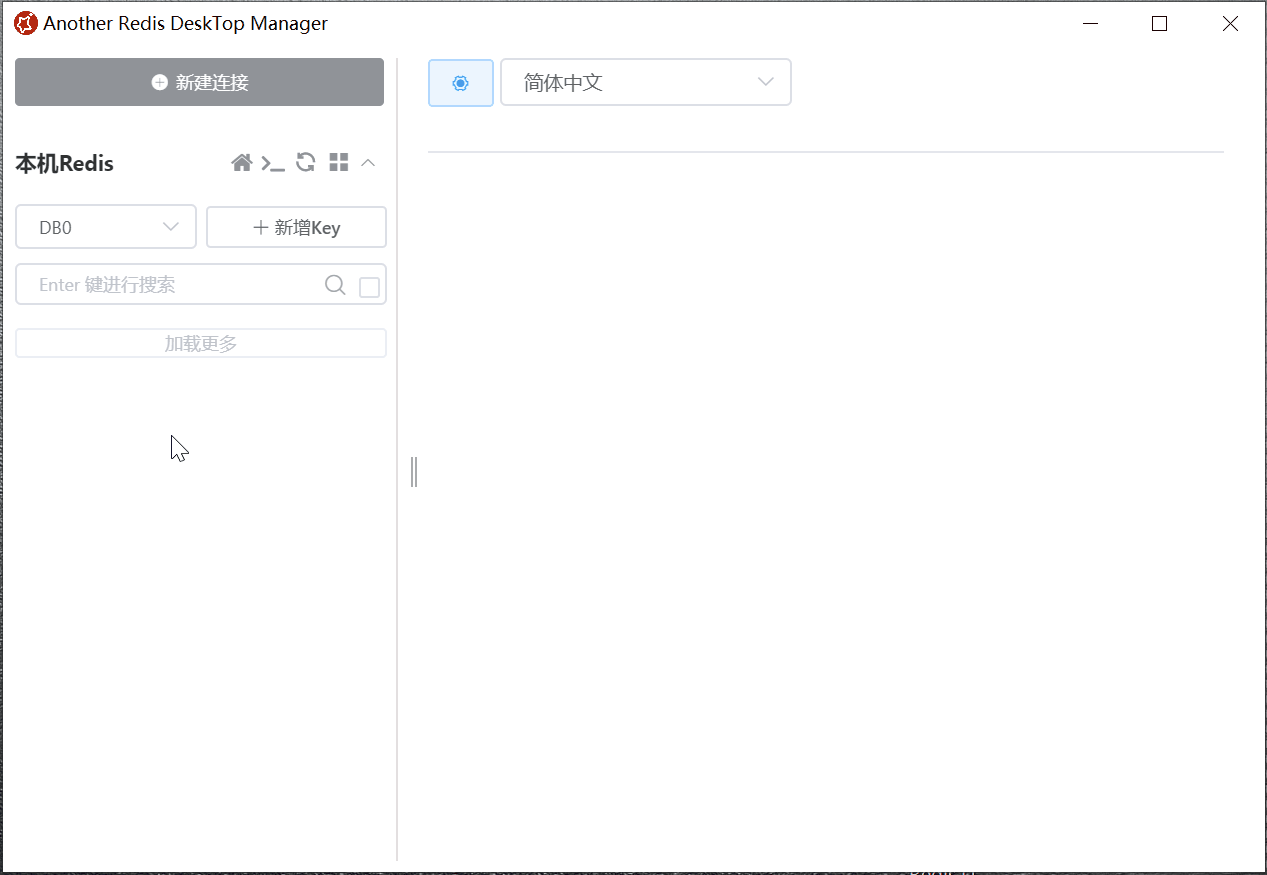 Another Redis DeskTop Manager
新建连接
简体中文
本机Redis
DB0
新增Key
Enter 键进行搜索
加载更多